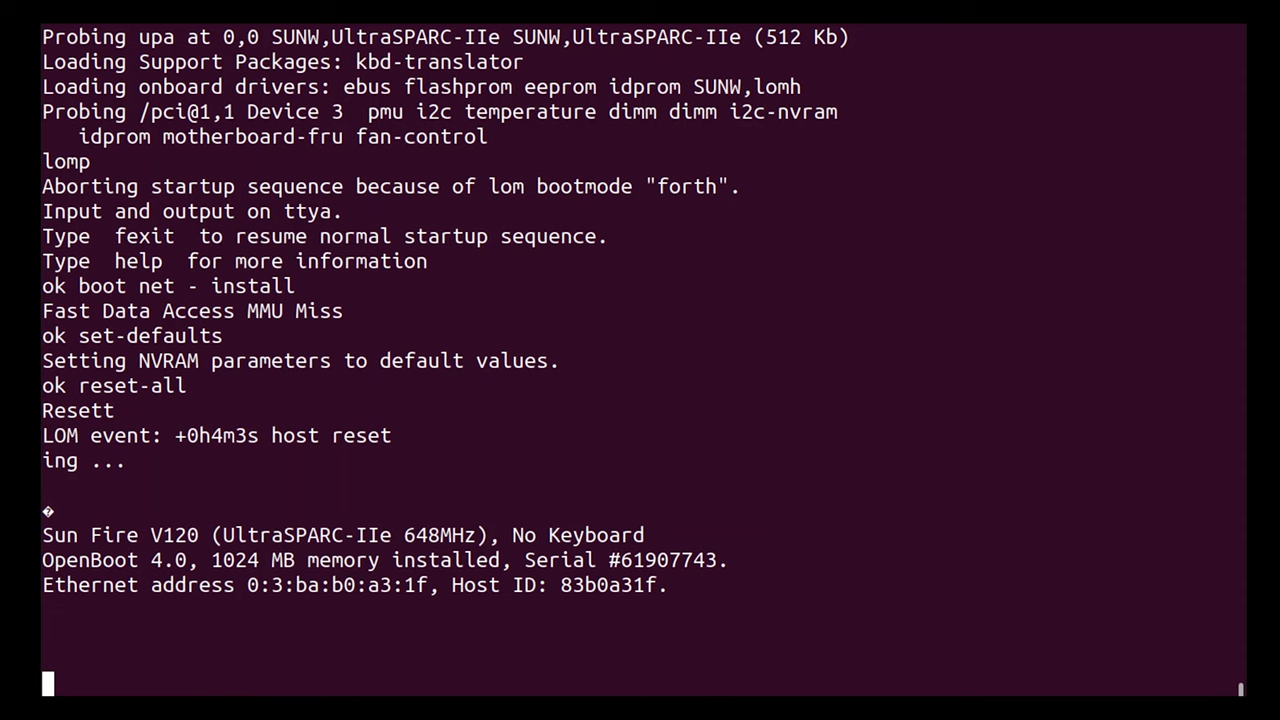 Probing upa at 0,0 SUNW,UltraSPARC-IIe SUNW,UltraSPARC-IIe (512 Kb)
Loading Support Packages: kbd-translator
Loading onboard drivers: ebus flashprom eeprom idprom SUNW,lomh
Probing /pci@1,1 Device 3  pmu i2c temperature dimm dimm i2c-nvram
   idprom motherboard-fru fan-control
lomp
Aborting startup sequence because of lom bootmode "forth".
Input and output on ttya.
Type  fexit  to resume normal startup sequence.
Type  help  for more information
ok boot net - install
Fast Data Access MMU Miss
ok set-defaults
Setting NVRAM parameters to default values.
ok reset-all
Resett
LOM event: +0h4m3s host reset
ing ...
�
Sun Fire V120 (UltraSPARC-IIe 648MHz), No Keyboard
OpenBoot 4.0, 1024 MB memory installed, Serial #61907743.
Ethernet address 0:3:ba:b0:a3:1f, Host ID: 83b0a31f.